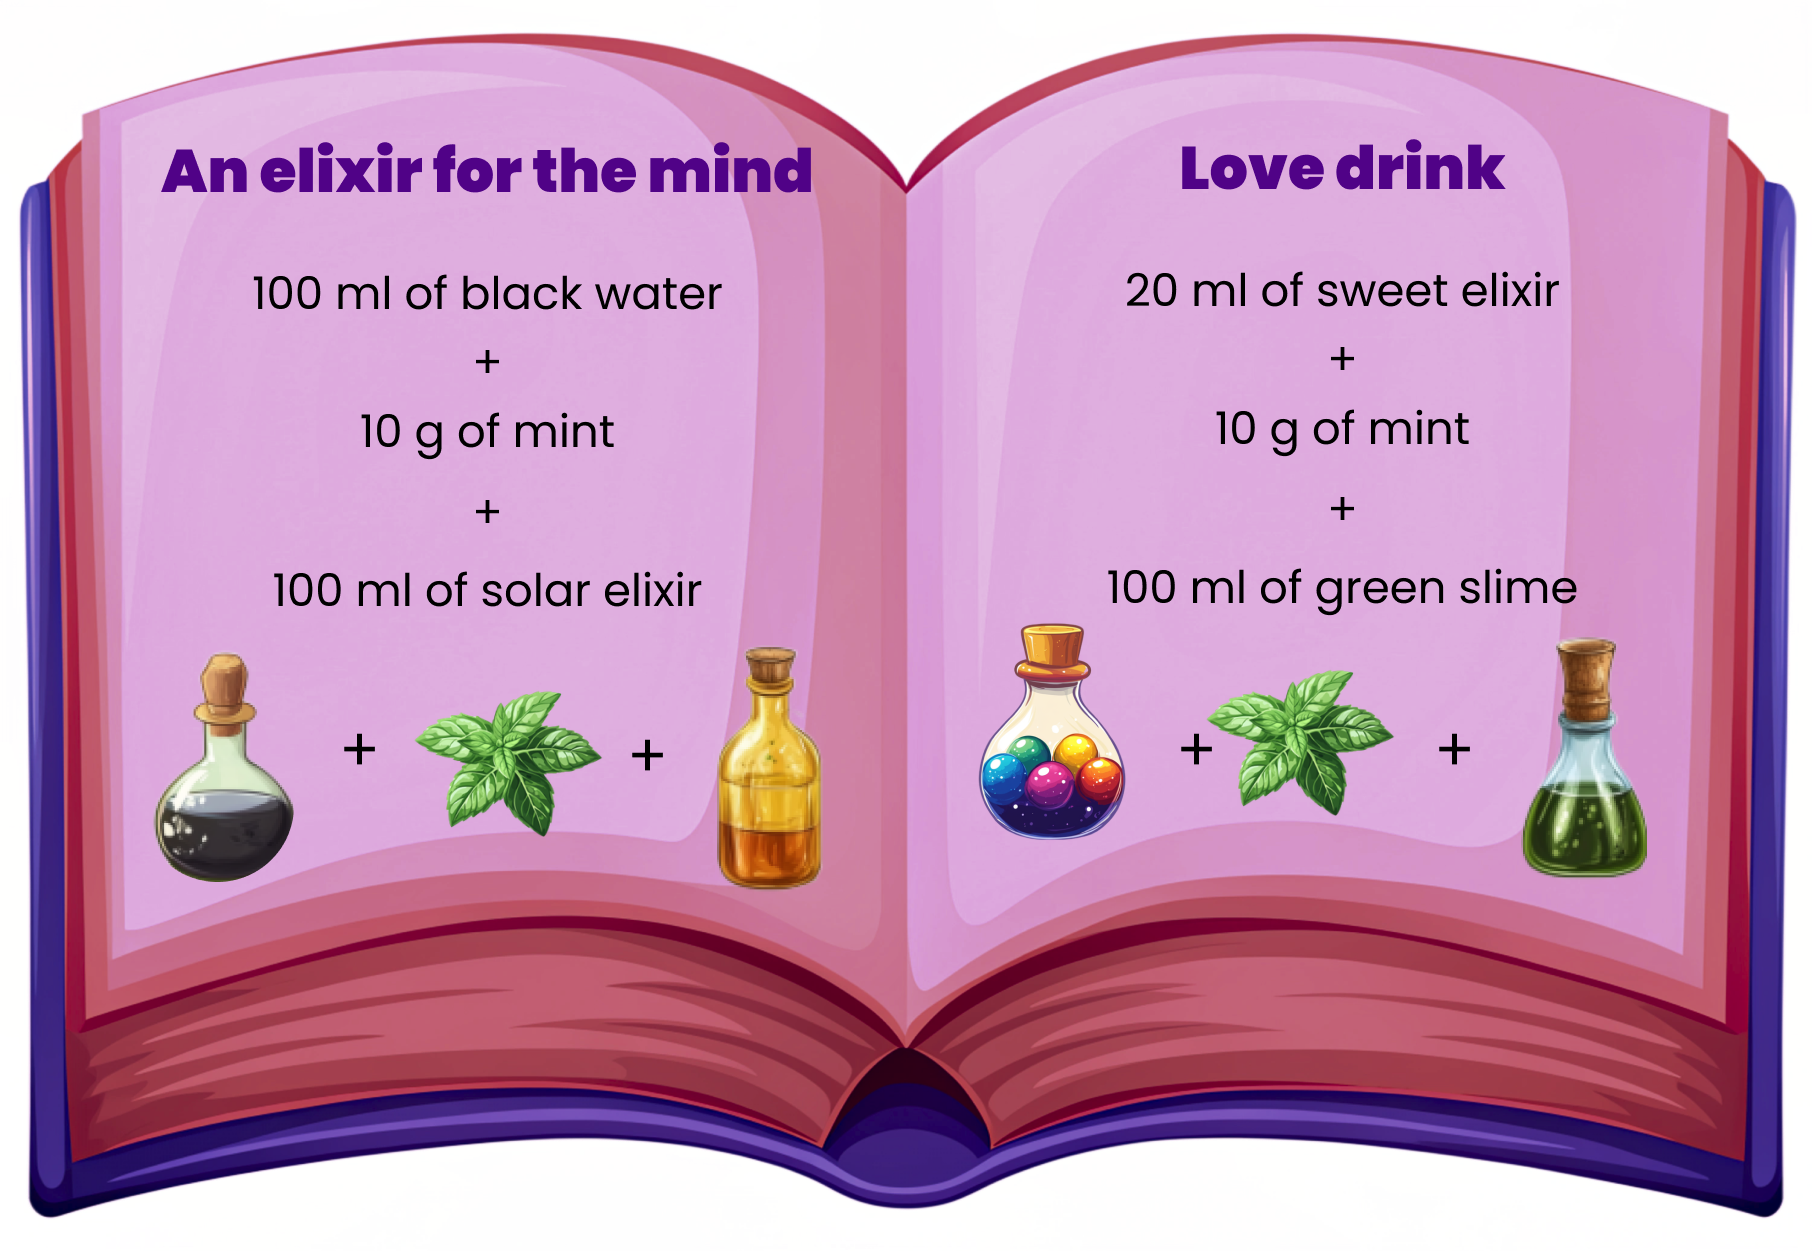 An elixir for the mind
100 ml of black water
+
10 g of mint
+
100 ml of solar elixir
+ +
Love drink
20 ml of sweet elixir
+
10 g of mint
+
100 ml of green slime
+ +